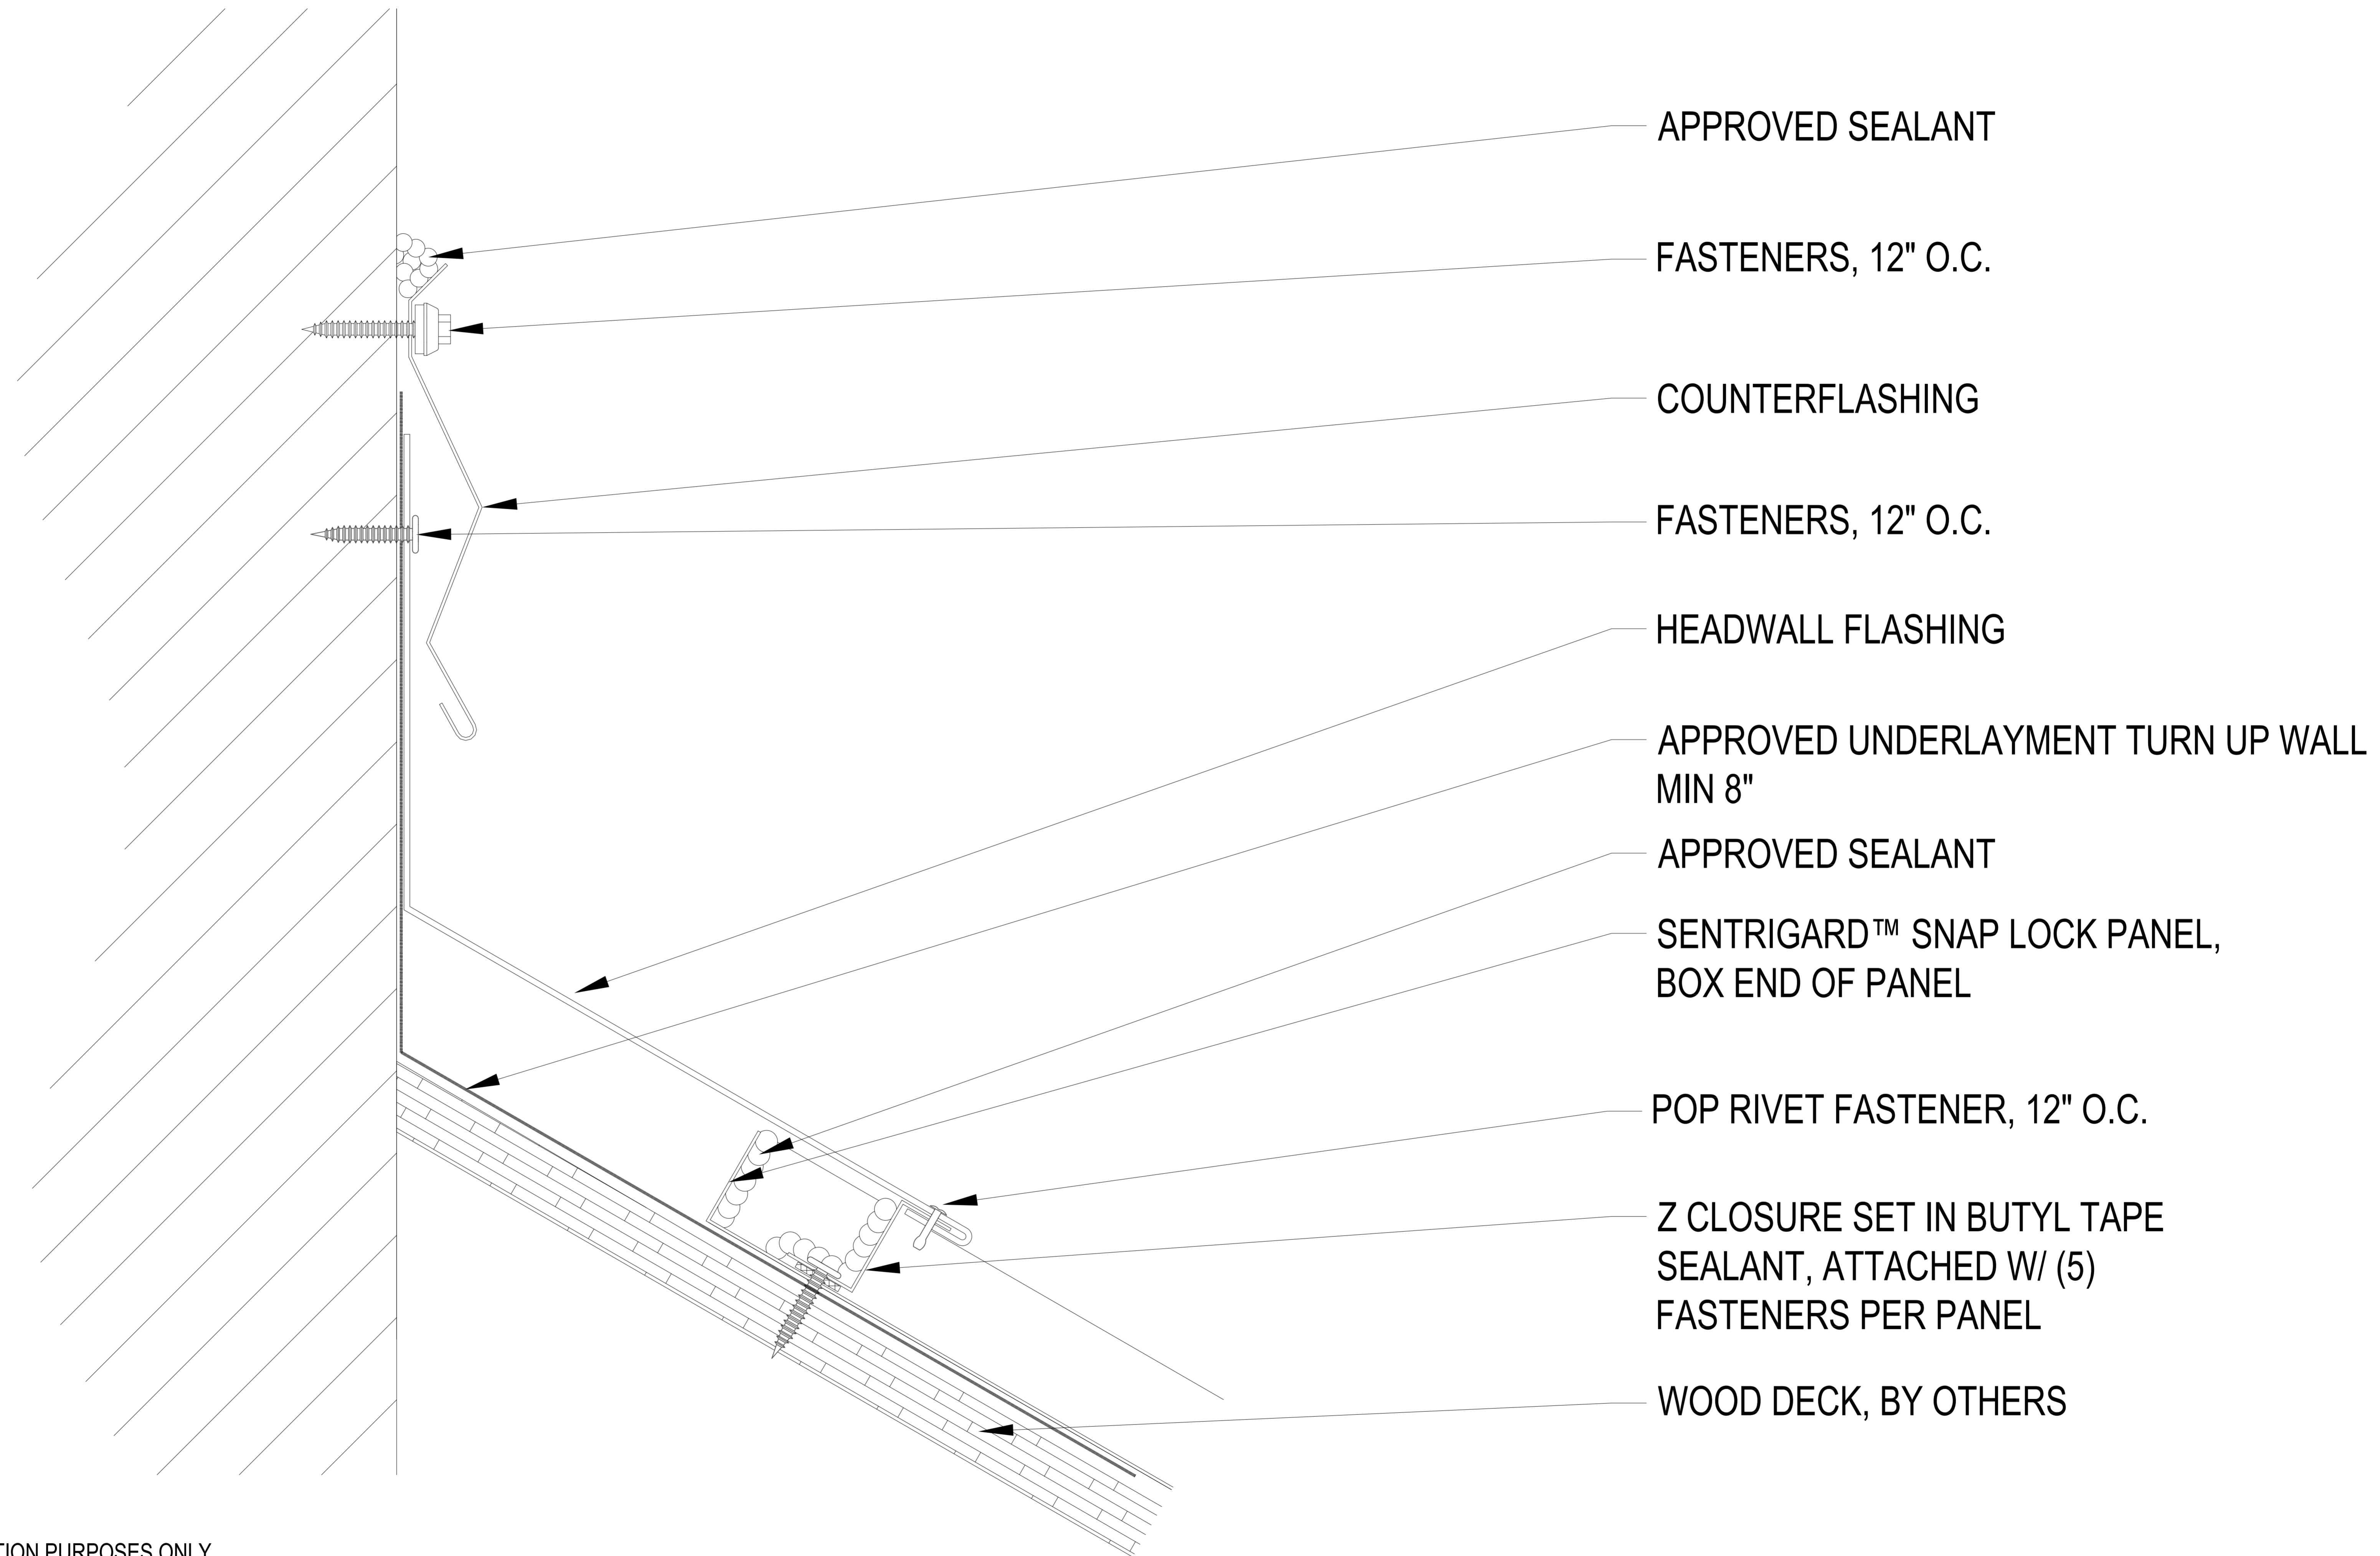 APPROVED SEALANT
FASTENERS, 12" O.C.
COUNTERFLASHING
FASTENERS, 12" O.C.
HEADWALL FLASHING
APPROVED UNDERLAYMENT TURN UP WALL
MIN 8"
APPROVED SEALANT
SENTRIGARD™ SNAP LOCK PANEL,
BOX END OF PANEL
POP RIVET FASTENER, 12" O.C.
Z CLOSURE SET IN BUTYL TAPE
SEALANT, ATTACHED W/ (5)
FASTENERS PER PANEL
WOOD DECK, BY OTHERS
PURPOSES ONLY